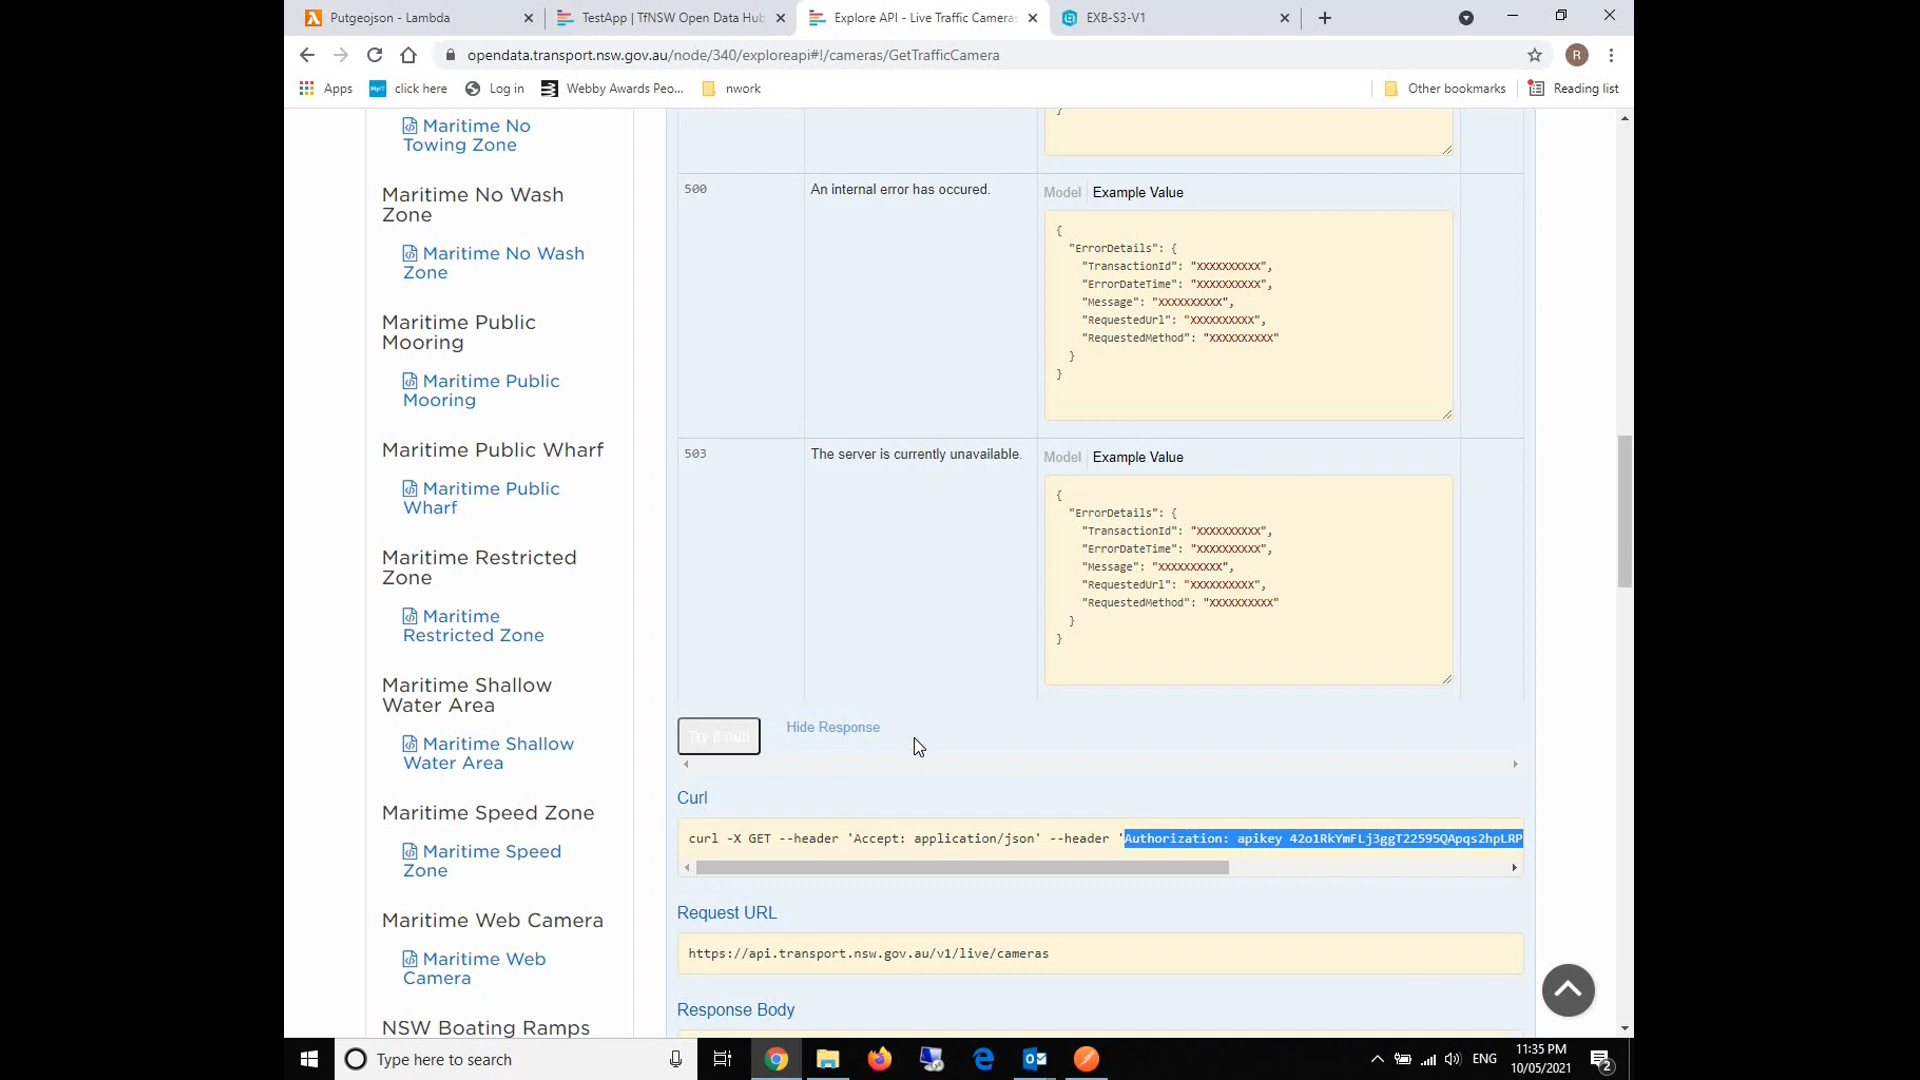 Putgeojson - Lambda
TestApp | TfNSW Open Data Hub
Explore API - Live Traffic Cameras
EXB-S3-V1
opendata.transport.nsw.gov.au/node/340/exploreapi#!/cameras/GetTrafficCamera
R
Apps
MyIT
click here
Log in
Webby Awards Peo...
nwork
Other bookmarks
Reading list
Maritime No
Towing Zone
Maritime No Wash
Zone
Maritime No Wash
Zone
Maritime Public
Mooring
Maritime Public
Mooring
Maritime Public Wharf
Maritime Public
Wharf
Maritime Restricted
Zone
Maritime
Restricted Zone
Maritime Shallow
Water Area
Maritime Shallow
Water Area
Maritime Speed Zone
Maritime Speed
Zone
Maritime Web Camera
Maritime Web
Camera
NSW Boating Ramps
}
500
An internal error has occured.
Model
Example Value
{
"ErrorDetails": {
"TransactionId": "XXXXXXXXXX",
"ErrorDateTime": "XXXXXXXXXX",
"Message": "XXXXXXXXXX",
"RequestedUrl": "XXXXXXXXXX",
"RequestedMethod": "XXXXXXXXXX"
}
}
503
The server is currently unavailable.
Model
Example Value
{
"ErrorDetails": {
"TransactionId": "XXXXXXXXXX",
"ErrorDateTime": "XXXXXXXXXX",
"Message": "XXXXXXXXXX",
"RequestedUrl": "XXXXXXXXXX",
"RequestedMethod": "XXXXXXXXXX"
}
}
Try it out!
Hide Response
Curl
curl -X GET --header 'Accept: application/json' --header 'Authorization: apikey 42o1RkYmFLj3ggT22595QApqs2hpLRP
Request URL
https://api.transport.nsw.gov.au/v1/live/cameras
Response Body
Type here to search
ENG
11:35 PM
10/05/2021
2